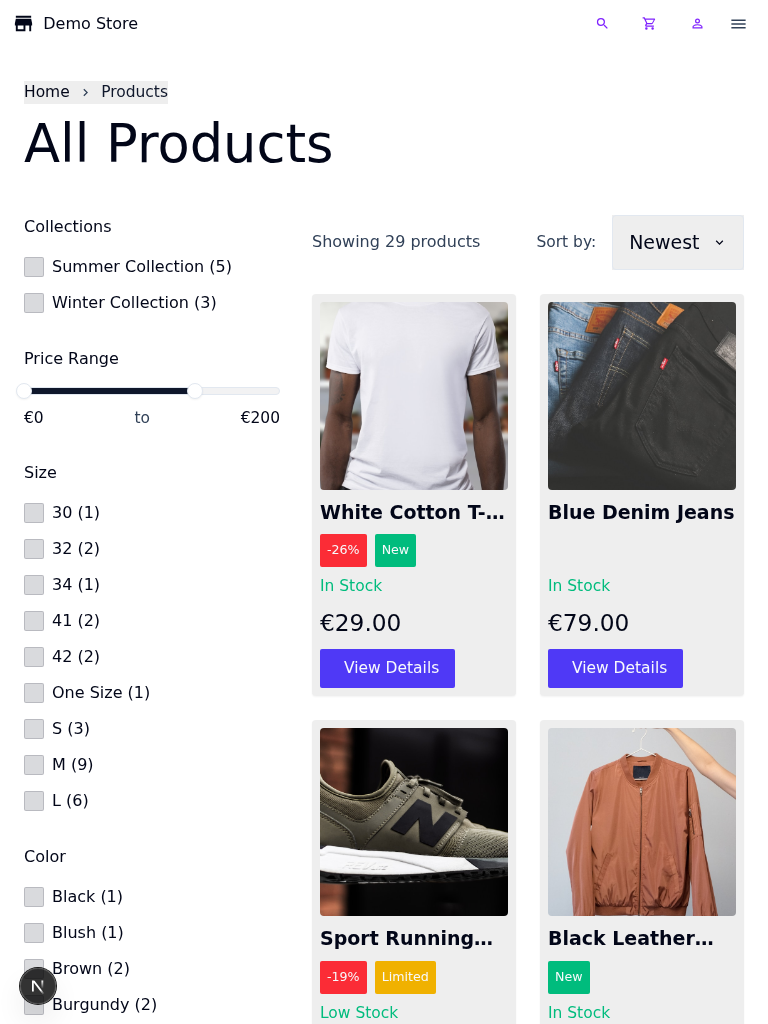 Demo Store
Home > Products
All Products
Collections
Summer Collection (5)
Winter Collection (3)
Price Range
€0 to €200
Size
30 (1)
32 (2)
34 (1)
41 (2)
42 (2)
One Size (1)
S (3)
M (9)
L (6)
Color
Black (1)
Blush (1)
Brown (2)
Burgundy (2)
N
Showing 29 products
Sort by:
Newest
White Cotton T-...
-26% New
In Stock
€29.00
View Details
Blue Denim Jeans
In Stock
€79.00
View Details
N
Sport Running...
-19% Limited
Low Stock
Black Leather...
New
In Stock